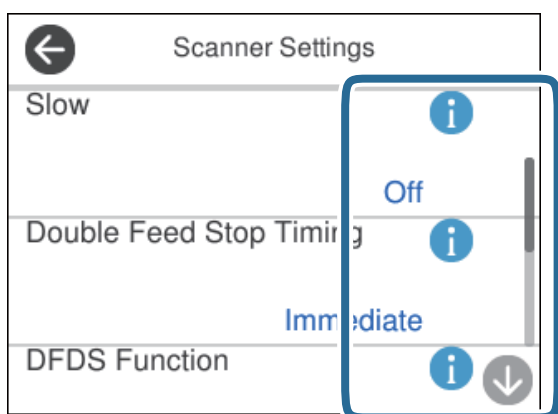 Scanner Settings
Slow
i
Off
Double Feed Stop Timing
i
Immediate
DFDS Function
i